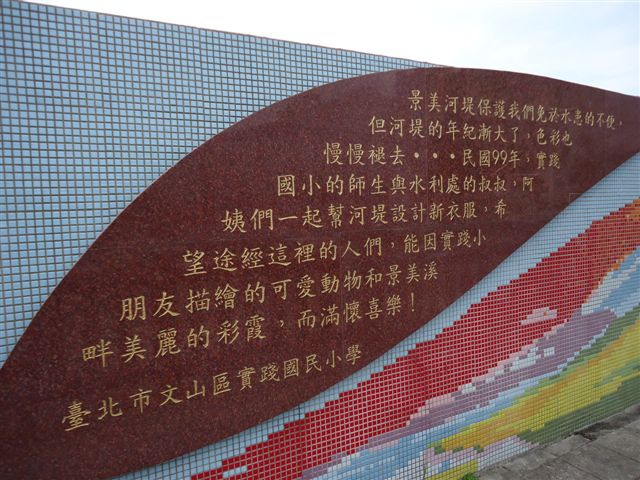 景美河堤保護我們免於水患的不便,
但河堤的年紀漸大了,色彩也
慢慢褪去・・・民國99年,實踐
國小的師生與水利處的叔叔,阿
姨們一起幫河堤設計新衣服,希
望途經這裡的人們,能因實踐小
朋友描繪的可愛動物和景美溪
畔美麗的彩霞,而滿懷喜樂!
臺北市文山區實踐國民小學